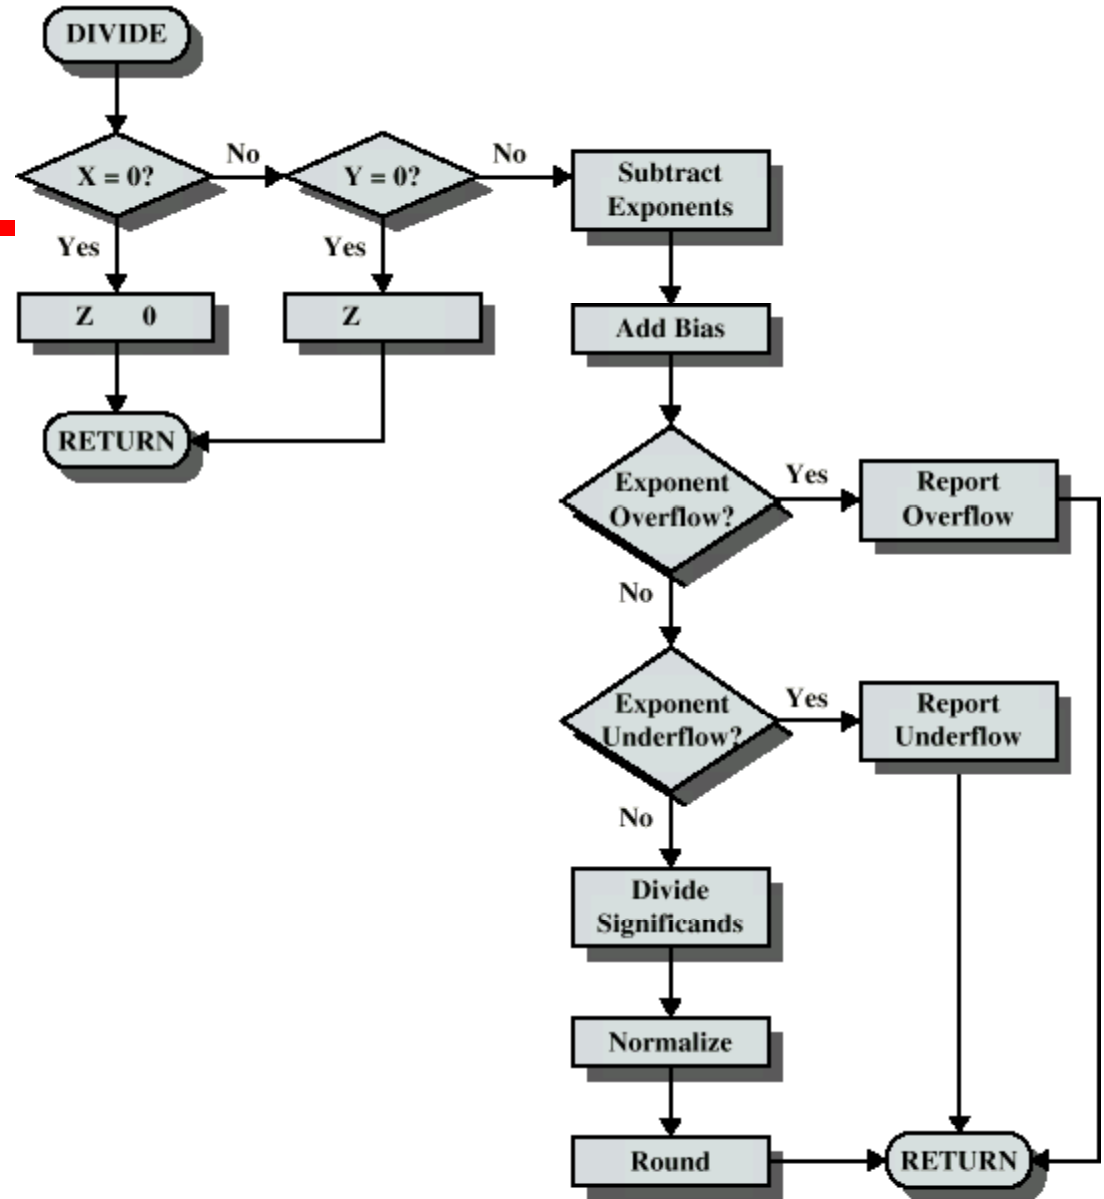 DIVIDE
X = 0?
No
Y = 0?
No
Subtract
Exponents
Yes
Yes
Z 0
Z
Add Bias
RETURN
Exponent
Overflow?
Yes
Report
Overflow
No
Exponent
Underflow?
Yes
Report
Underflow
No
Divide
Significands
Normalize
Round
RETURN